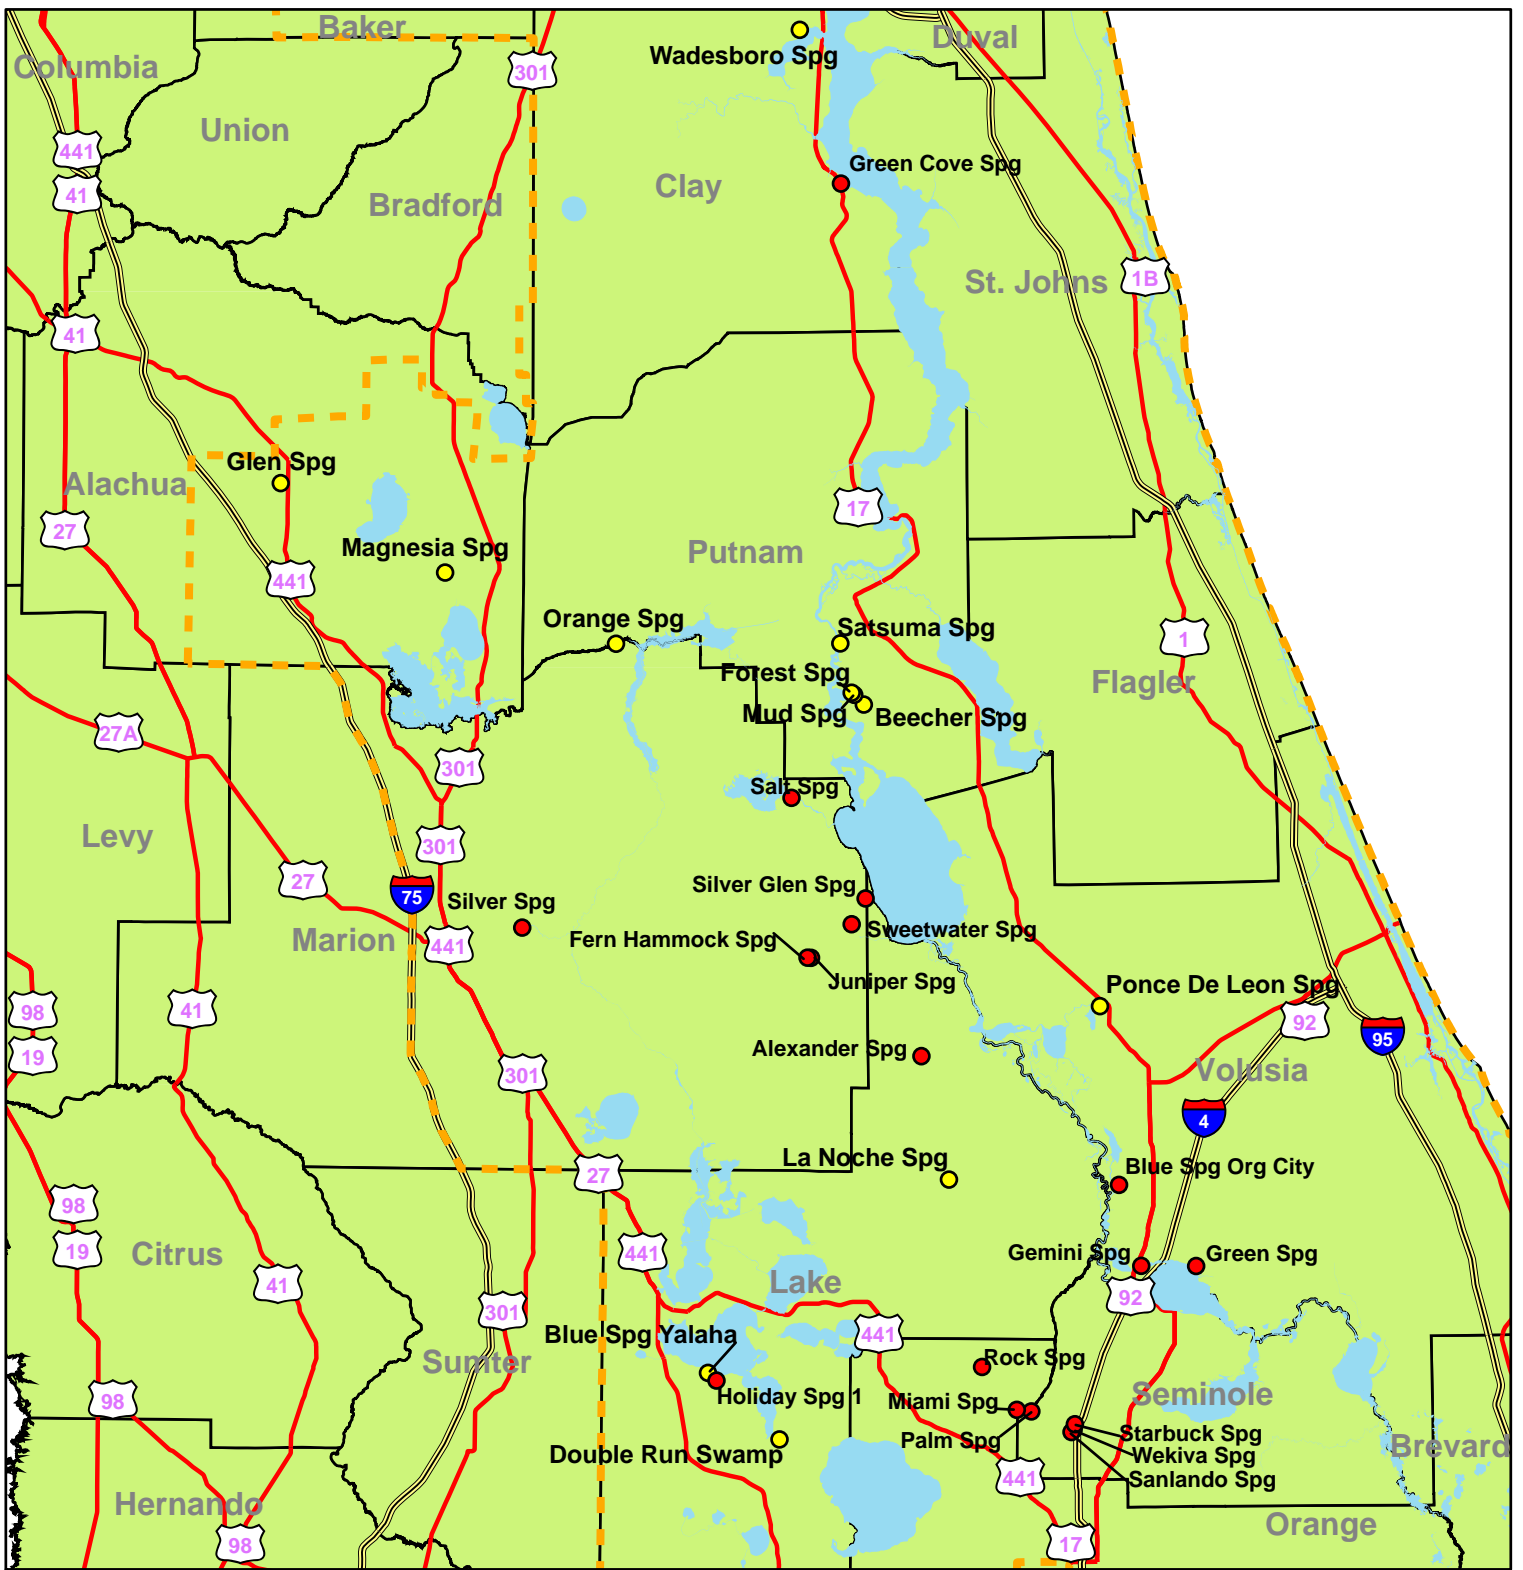 Baker
Duval
Wadesboro Spg
Columbia
301
Union
441
Green Cove Spg
41
Clay
Bradford
St. Johns
1B
41
Glen Spg
Alachua
17
27
Magnesia Spg
Putnam
441
Orange Spg
Satsuma Spg
1
Forest Spg
Flagler
Mud Spg
Beecher Spg
27A
301
Salt Spg
Levy
301
27
Silver Glen Spg
75
Silver Spg
Sweetwater Spg
Marion
Fern Hammock Spg
441
Juniper Spg
Ponce De Leon Spg
98
41
92
95
Alexander Spg
19
Volusia
301
4
La Noche Spg
Blue Spg Org City
27
98
19
Citrus
441
Gemini Spg
Green Spg
41
Lake
92
301
Blue Spg Yalaha
441
Sumter
Rock Spg
Holiday Spg 1
Miami Spg
Seminole
98
Palm Spg
Starbuck Spg
Brevard
Double Run Swamp
Wekiva Spg
441
Sanlando Spg
Hernando
Orange
98
17